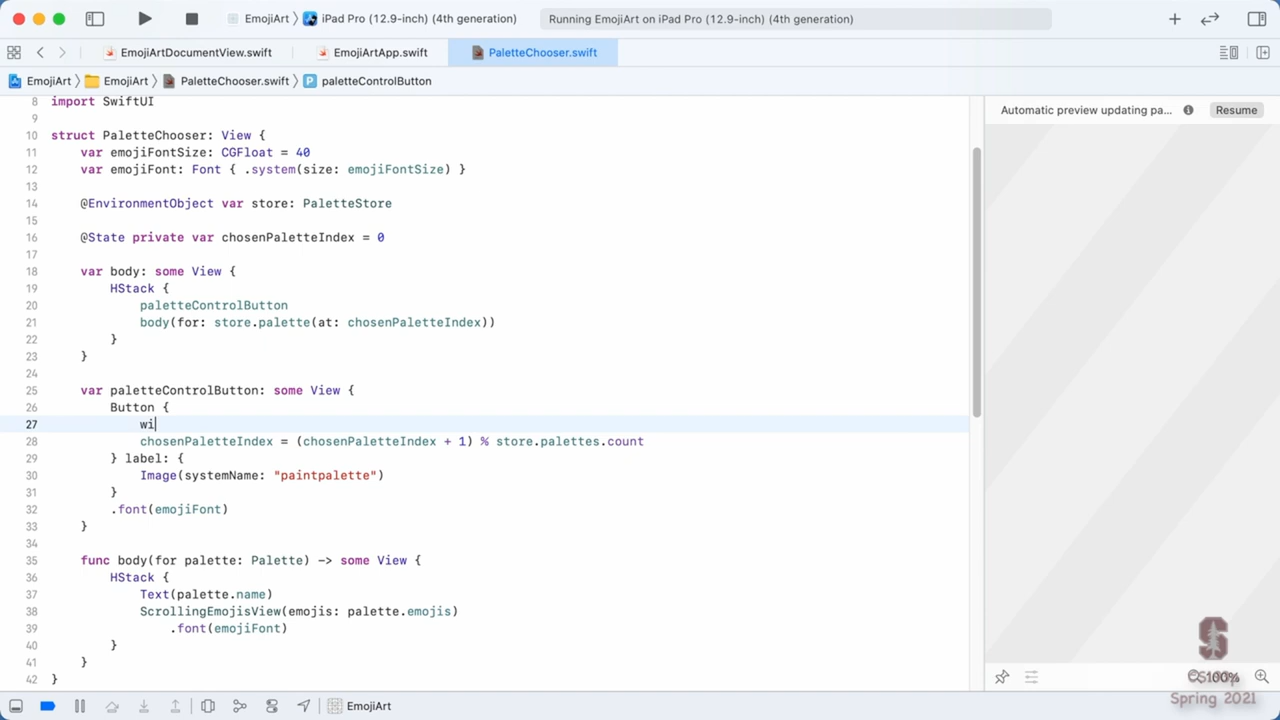 EmojiArt 〉 iPad Pro (12.9-inch) (4th generation)
Running EmojiArt on iPad Pro (12.9-inch) (4th generation)
EmojiArtDocumentView.swift
EmojiArtApp.swift
PaletteChooser.swift
EmojiArt 〉 EmojiArt 〉 PaletteChooser.swift 〉 P paletteControlButton
8 import SwiftUI
9
10 struct PaletteChooser: View {
11 var emojiFontSize: CGFloat = 40
12 var emojiFont: Font { .system(size: emojiFontSize) }
13
14 @EnvironmentObject var store: PaletteStore
15
16 @State private var chosenPaletteIndex = 0
17
18 var body: some View {
19 HStack {
20 paletteControlButton
21 body(for: store.palette(at: chosenPaletteIndex))
22 }
23 }
24
25 var paletteControlButton: some View {
26 Button {
27 wi
28 chosenPaletteIndex = (chosenPaletteIndex + 1) % store.palettes.count
29 } label: {
30 Image(systemName: "paintpalette")
31 }
32 .font(emojiFont)
33 }
34
35 func body(for palette: Palette) -> some View {
36 HStack {
37 Text(palette.name)
38 ScrollingEmojisView(emojis: palette.emojis)
39 .font(emojiFont)
40 }
41 }
42 }
Automatic preview updating pa...
Resume
S
100%
Spring 2021
EmojiArt